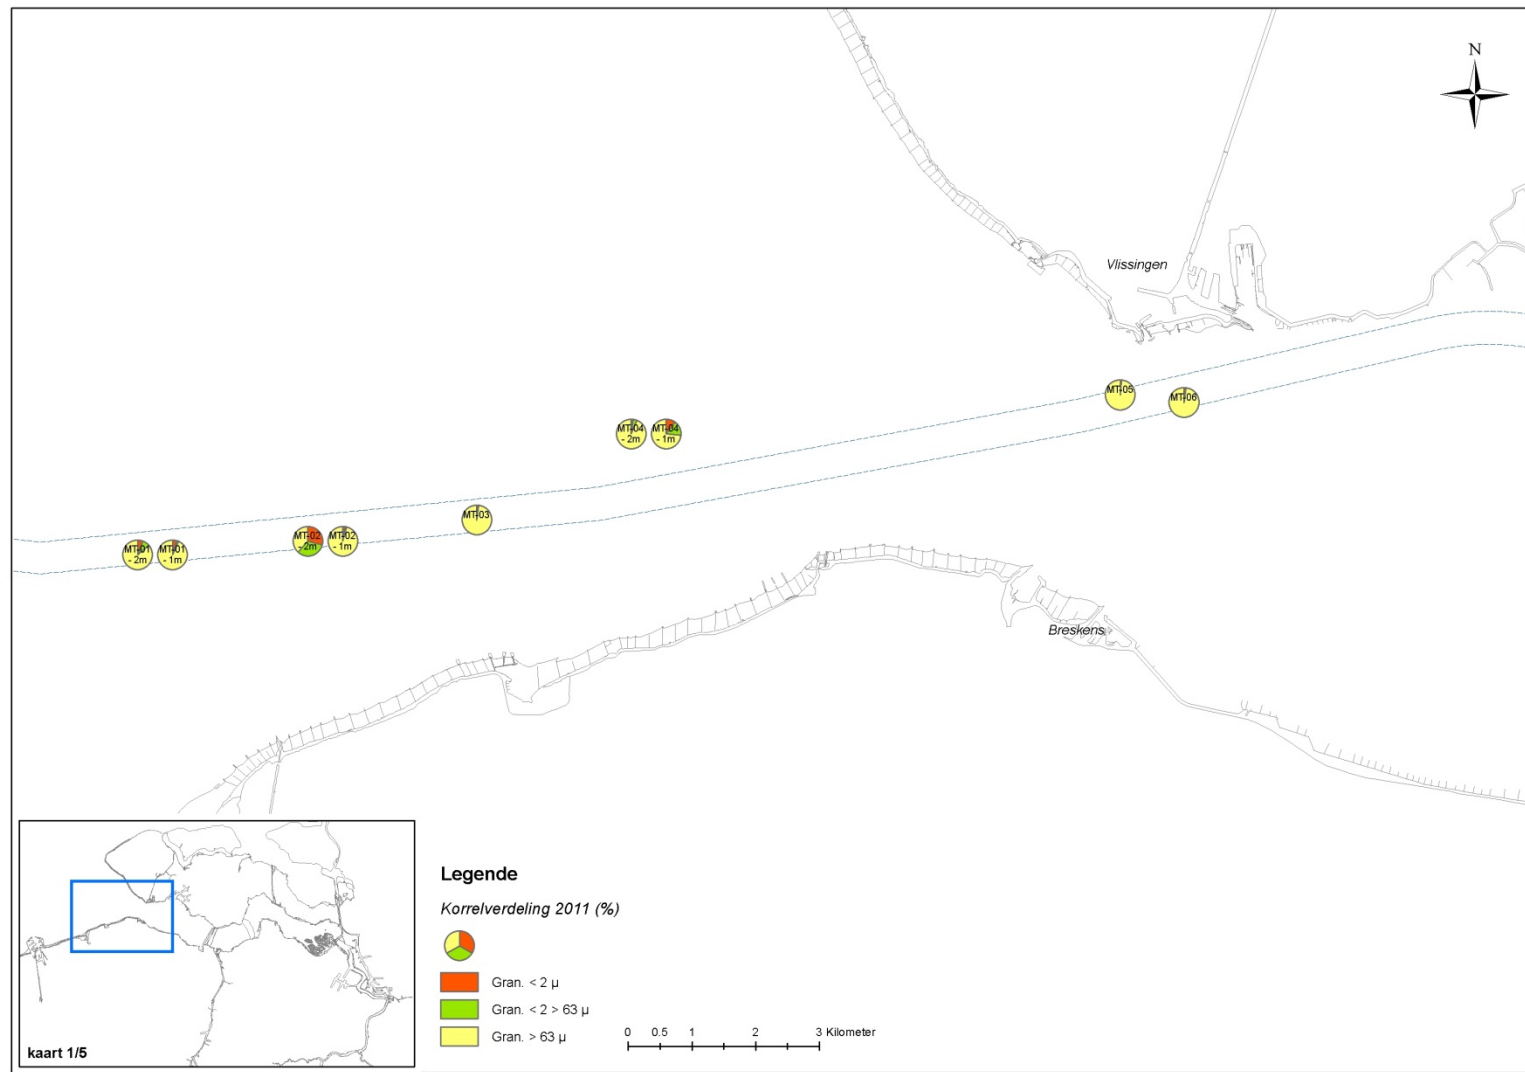 N
Vlissingen
MT-05
MT-06
MT-04
- 2m
MT-04
- 1m
MT-03
MT-02
- 2m
MT-02
- 1m
MT-01
- 2m
MT-01
- 1m
Breskens
Legende
Korrelverdeling 2011 (%)
Gran. < 2 µ
Gran. < 2 > 63 µ
Gran. > 63 µ
0 0.5 1 2 3 Kilometer
kaart 1/5